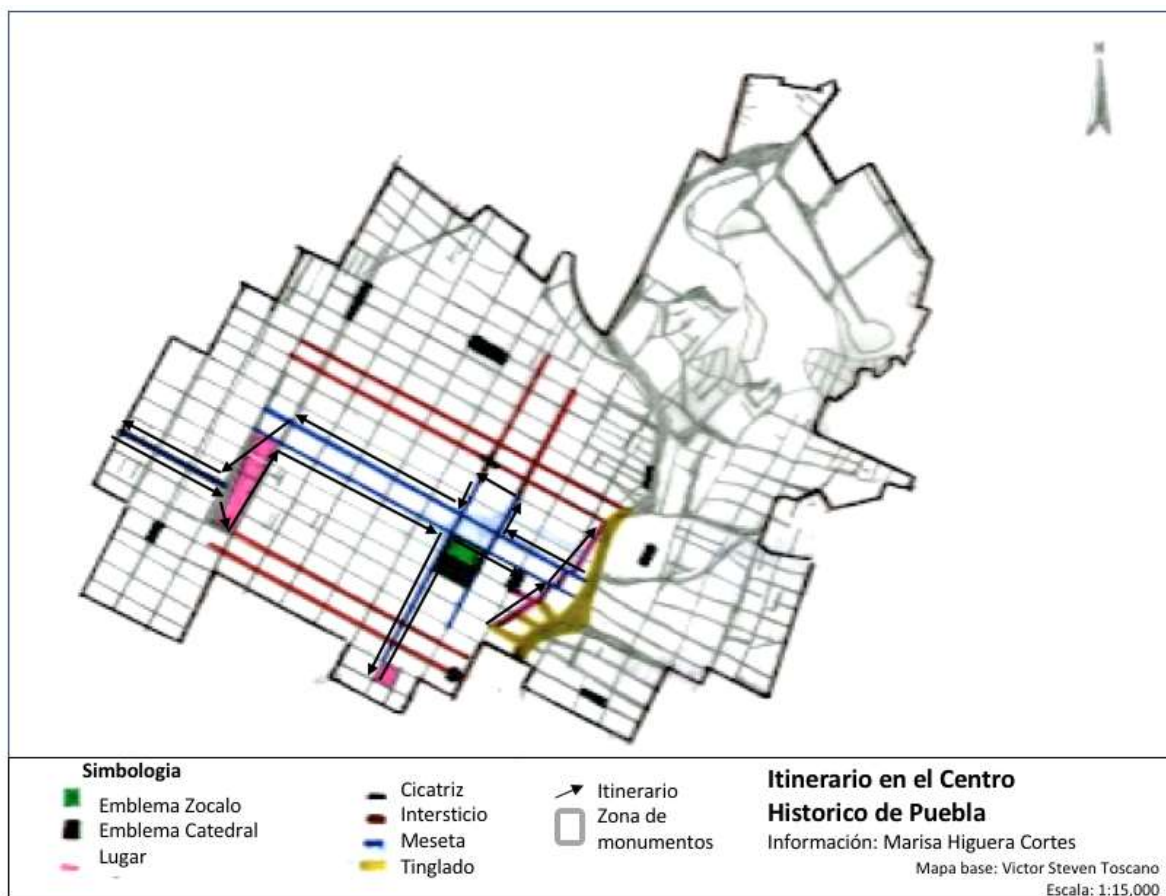 N
Simbologia
Emblema Zocalo
Emblema Catedral
Lugar
Cicatriz
Intersticio
Meseta
Tinglado
Itinerario
Zona de
monumentos
Itinerario en el Centro
Historico de Puebla
Información: Marisa Higuera Cortes
Mapa base: Victor Steven Toscano
Escala: 1:15,000